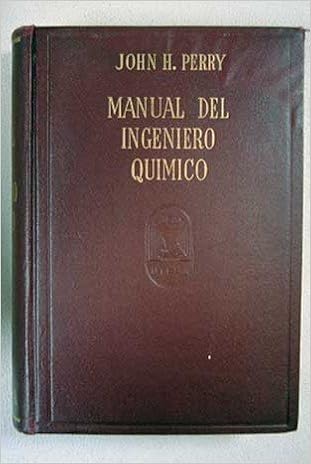 JOHN H. PERRY
MANUAL DEL
INGENIERO
QUIMICO